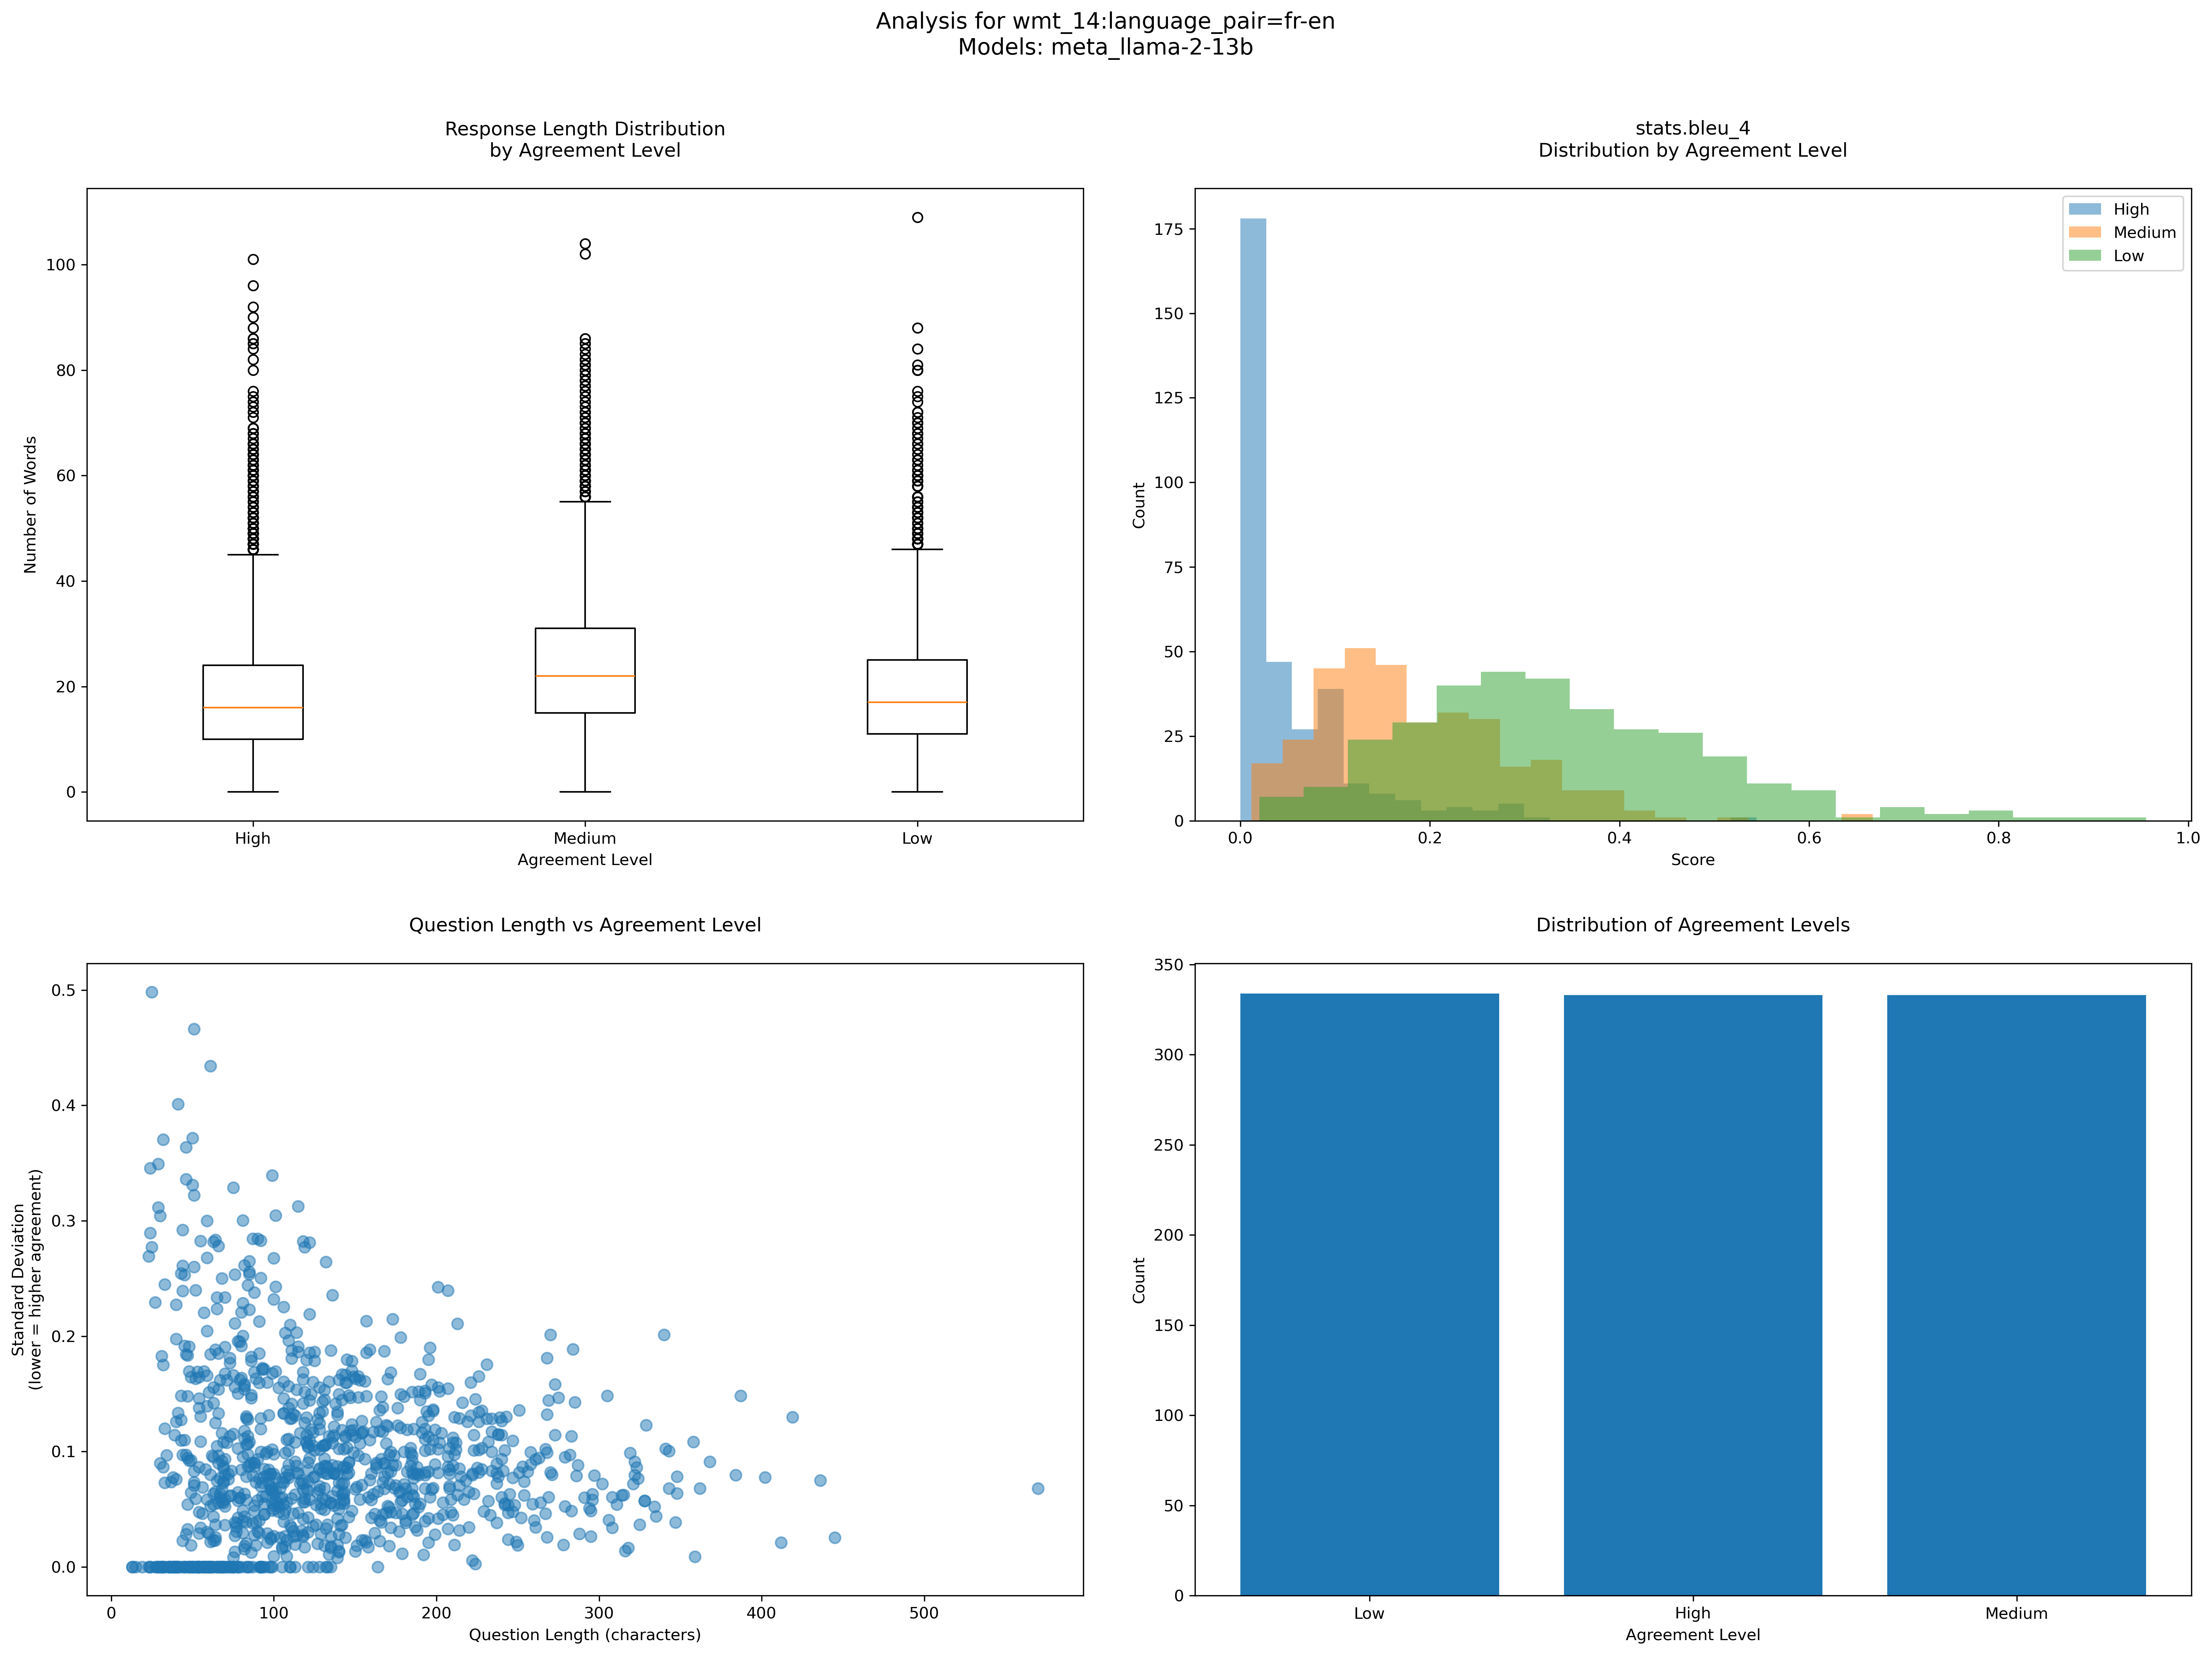 Analysis for wmt_14:language_pair=fr-en
Models: meta_llama-2-13b
Response Length Distribution
by Agreement Level
Number of Words
100
80
60
40
20
0
High
Medium
Low
Agreement Level
stats.bleu_4
Distribution by Agreement Level
Count
175
150
125
100
75
50
25
0
0.0
0.2
0.4
0.6
0.8
1.0
Score
High
Medium
Low
Question Length vs Agreement Level
Standard Deviation
(lower = higher agreement)
0.5
0.4
0.3
0.2
0.1
0.0
0
100
200
300
400
500
Question Length (characters)
Distribution of Agreement Levels
Count
350
300
250
200
150
100
50
0
Low
High
Medium
Agreement Level